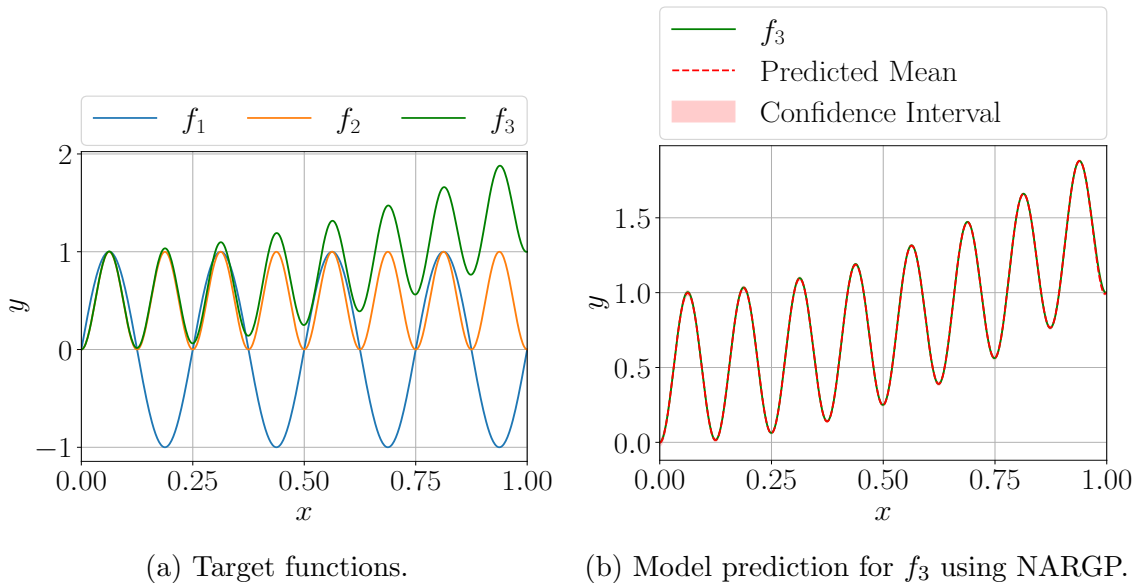 f₁ f₂ f₃
2
1
0
−1
y
0.00 0.25 0.50 0.75 1.00
x
(a) Target functions.
f₃
Predicted Mean
Confidence Interval
1.5
1.0
0.5
0.0
y
0.00 0.25 0.50 0.75 1.00
x
(b) Model prediction for f₃ using NARGP.